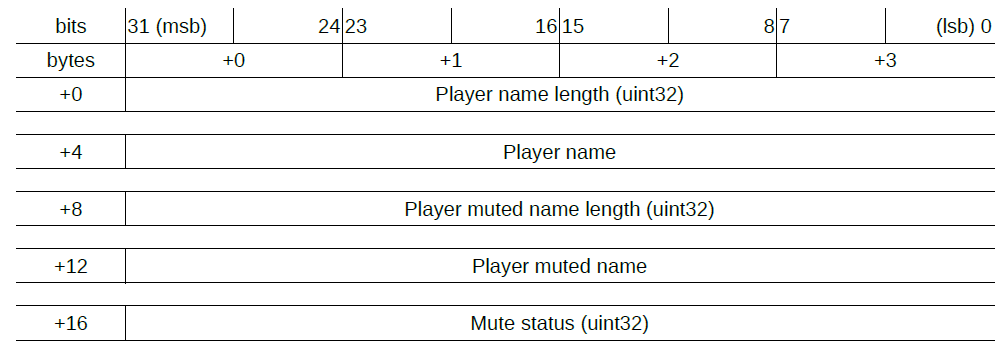 bits 31 (msb) 24 23 16 15 8 7 (lsb) 0
bytes +0 +1 +2 +3
+0 Player name length (uint32)
+4 Player name
+8 Player muted name length (uint32)
+12 Player muted name
+16 Mute status (uint32)